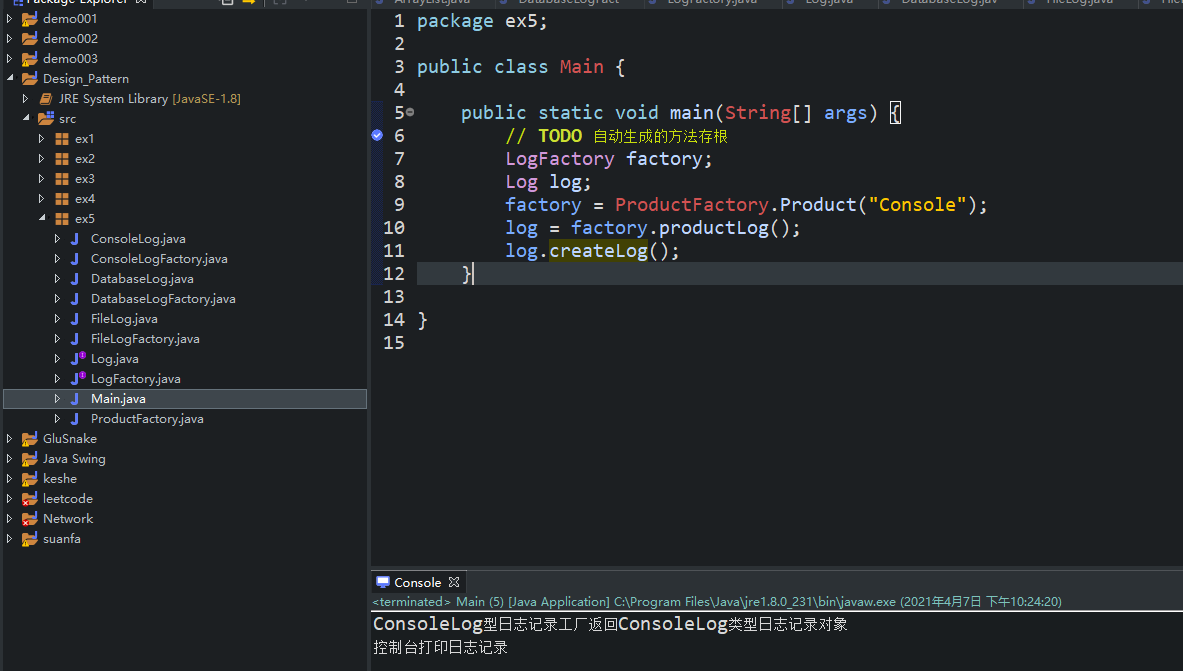 Package Explorer
ArrayList.java
DatabaseLogFact
LogFactory.java
Log.java
DatabaseLog.jav
FileLog.java
demo001
demo002
demo003
Design_Pattern
JRE System Library [JavaSE-1.8]
src
ex1
ex2
ex3
ex4
ex5
ConsoleLog.java
ConsoleLogFactory.java
DatabaseLog.java
DatabaseLogFactory.java
FileLog.java
FileLogFactory.java
Log.java
LogFactory.java
Main.java
ProductFactory.java
GluSnake
Java Swing
keshe
leetcode
Network
suanfa
1 package ex5;
2
3 public class Main {
4
5 public static void main(String[] args) {
6 // TODO 自动生成的方法存根
7 LogFactory factory;
8 Log log;
9 factory = ProductFactory.Product("Console");
10 log = factory.productLog();
11 log.createLog();
12 }
13
14 }
15
Console
<terminated> Main (5) [Java Application] C:\Program Files\Java\jre1.8.0_231\bin\javaw.exe (2021年4月7日 下午10:24:20)
ConsoleLog型日志记录工厂返回ConsoleLog类型日志记录对象
控制台打印日志记录